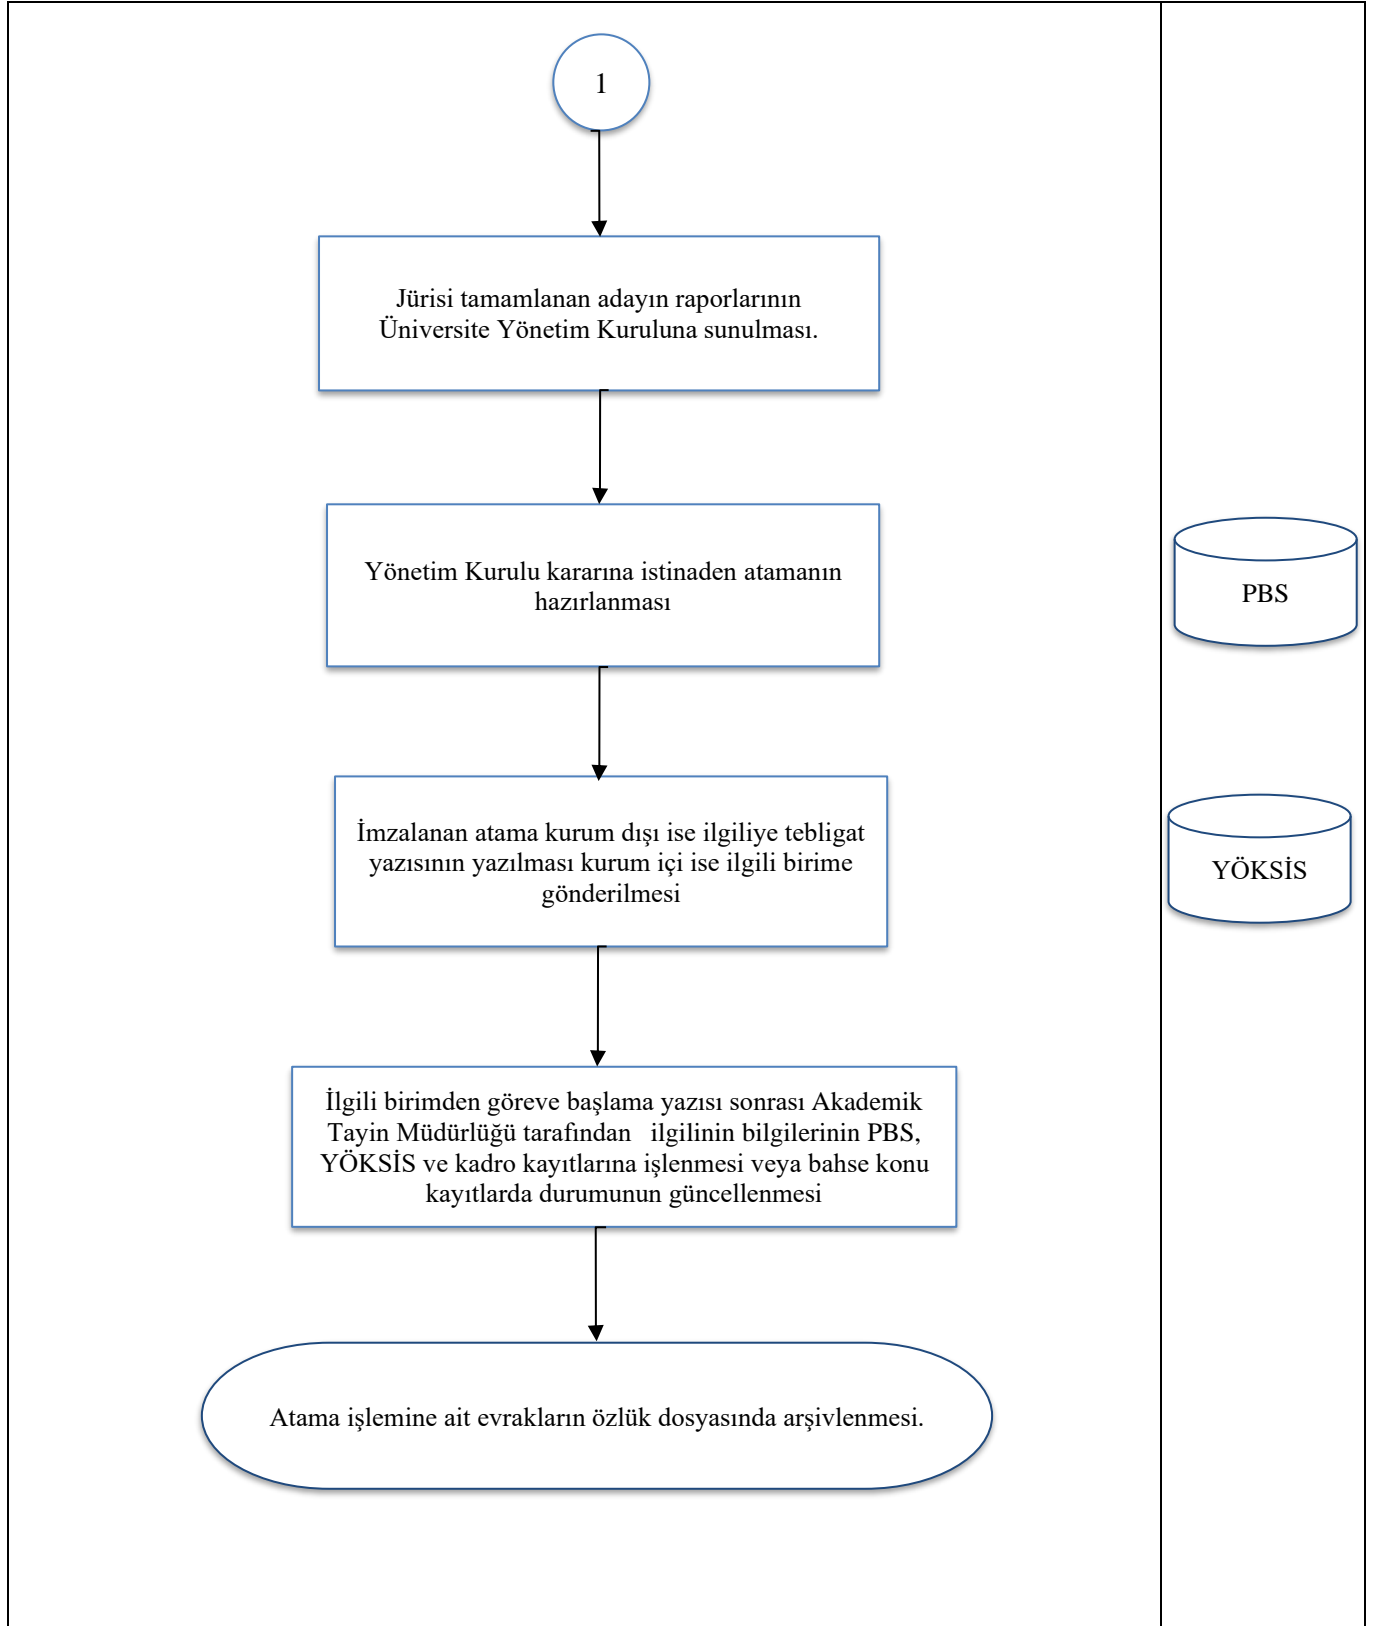 1
Jürisi tamamlanan adayın raporlarının
Üniversite Yönetim Kuruluna sunulması.
Yönetim Kurulu kararına istinaden atamanın
hazırlanması
PBS
İmzalanan atama kurum dışı ise ilgiliye tebligat
yazısının yazılması kurum içi ise ilgili birime
gönderilmesi
YÖKSİS
İlgili birimden göreve başlama yazısı sonrası Akademik
Tayin Müdürlüğü tarafından   ilgilinin bilgilerinin PBS,
YÖKSİS ve kadro kayıtlarına işlenmesi veya bahse konu
kayıtlarda durumunun güncellenmesi
Atama işlemine ait evrakların özlük dosyasında arşivlenmesi.